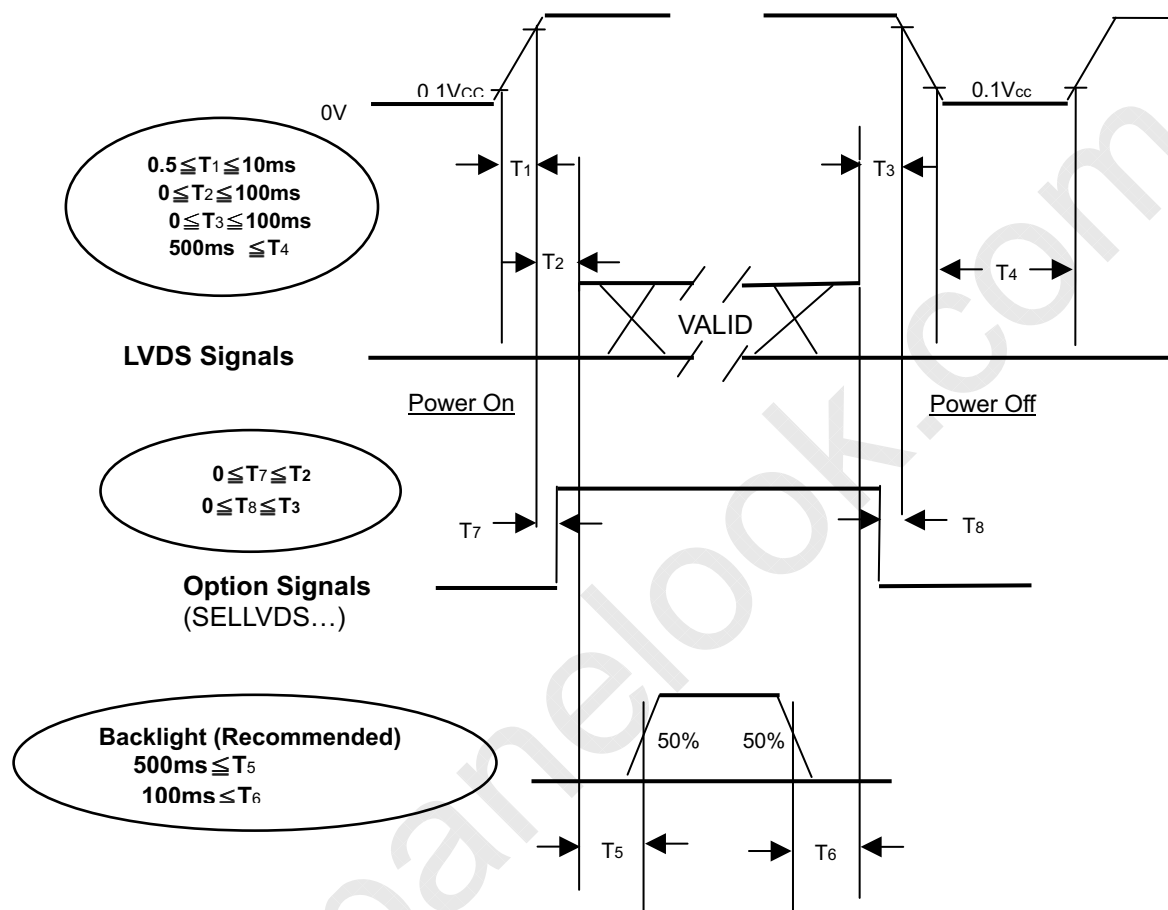 0.1Vcc
0.1Vcc
0V
0.5≦T1≦10ms
0≦T2≦100ms
0≦T3≦100ms
500ms ≦T4
T1
T3
T2
T4
VALID
LVDS Signals
Power On
Power Off
0≦T7≦T2
0≦T8≦T3
T7
T8
Option Signals
(SELLVDS…)
Backlight (Recommended)
500ms≦T5
100ms≦T6
50%
50%
T5
T6
panelook.com